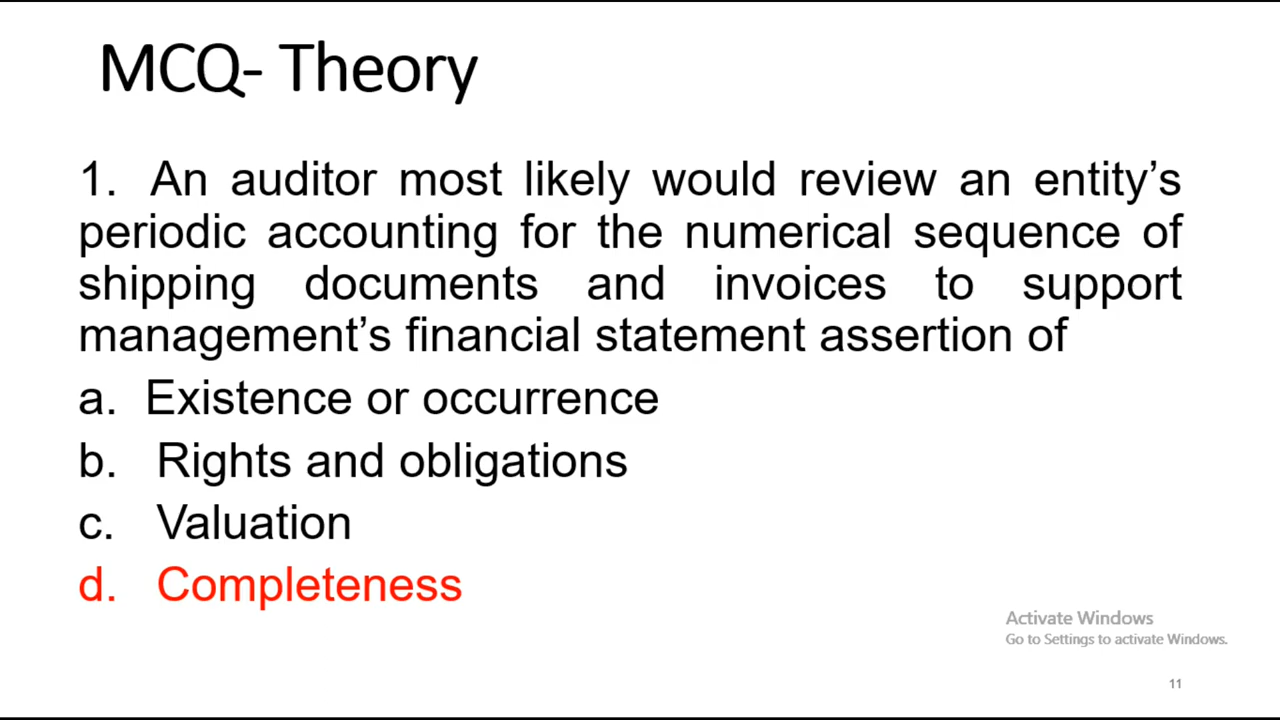 MCQ- Theory
1. An auditor most likely would review an entity’s
periodic accounting for the numerical sequence of
shipping documents and invoices to support
management’s financial statement assertion of
a. Existence or occurrence
b. Rights and obligations
c. Valuation
d. Completeness
Activate Windows
Go to Settings to activate Windows.
11